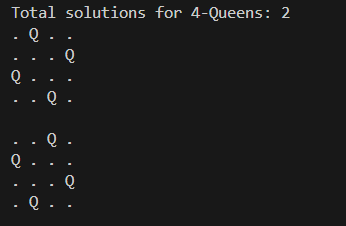 Total solutions for 4-Queens: 2
. Q . .
. . . Q
Q . . .
. . Q .

. . Q .
Q . . .
. . . Q
. Q . .